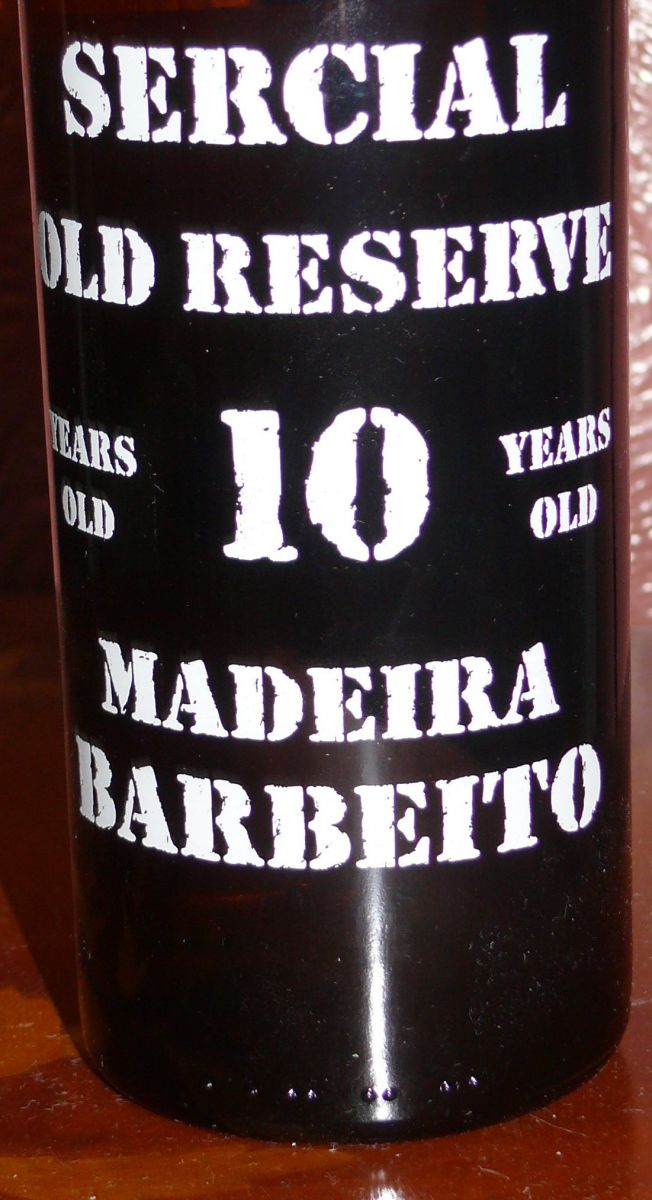 SERCIAL
OLD RESERVE
YEARS OLD 10 YEARS OLD
MADEIRA
BARBEITO